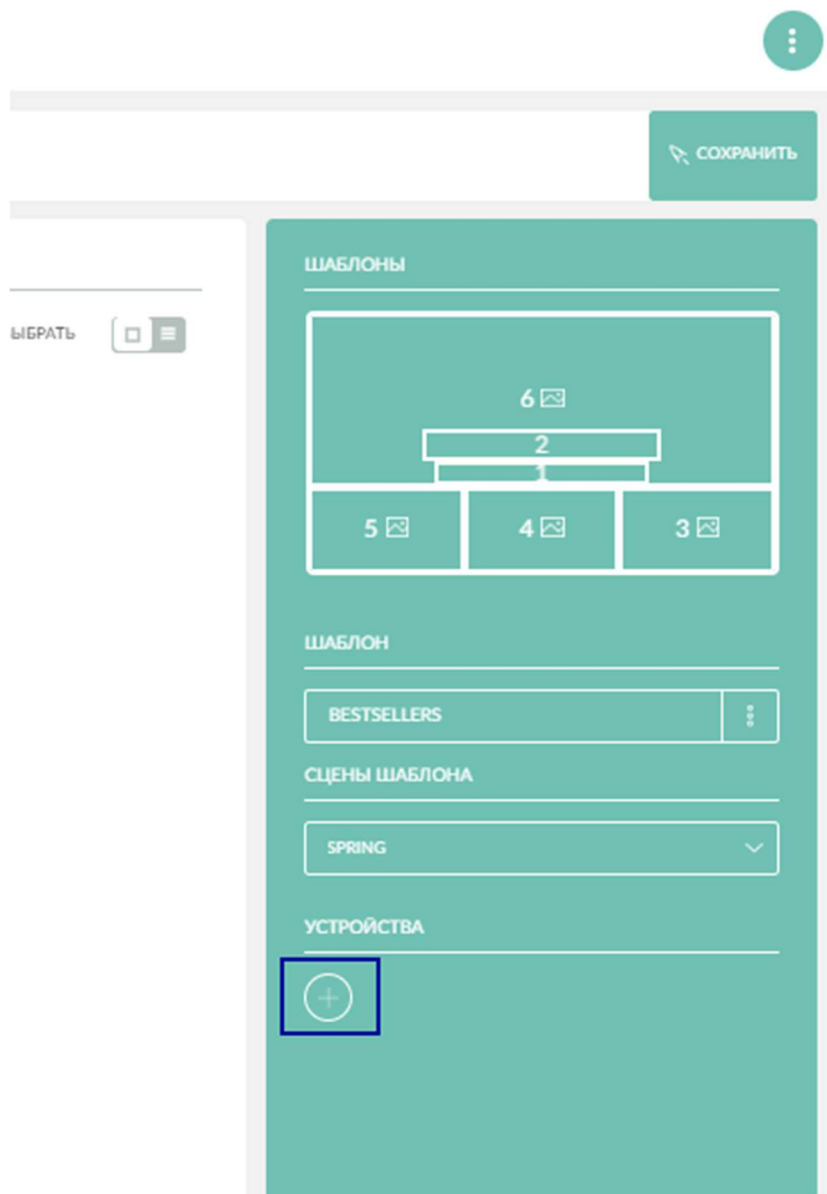 СОХРАНИТЬ
ШАБЛОНЫ
ЫБРАТЬ
6
2
1
5 4 3
ШАБЛОН
BESTSELLERS
СЦЕНЫ ШАБЛОНА
SPRING
УСТРОЙСТВА